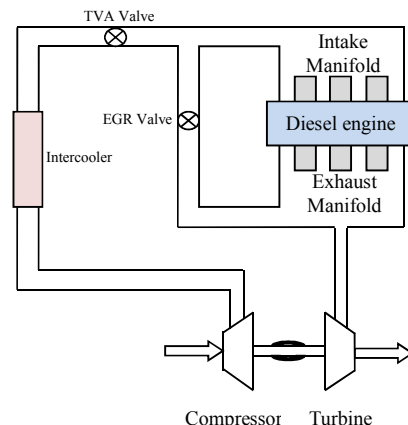 TVA Valve
Intake
Manifold
EGR Valve
Diesel engine
Intercooler
Exhaust
Manifold
Compressor
Turbine